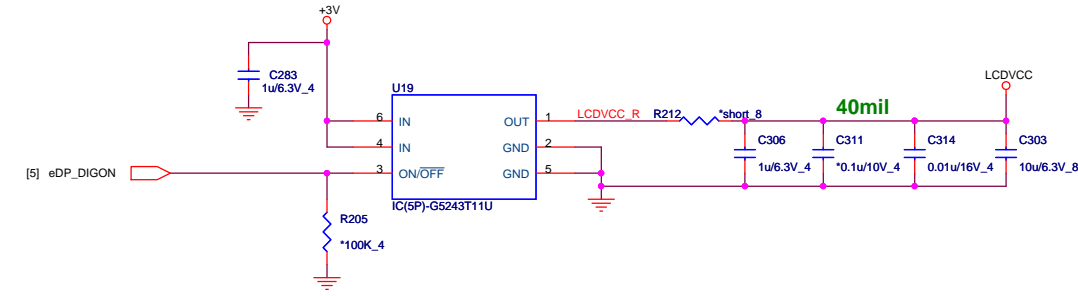 +3V
C283
1u/6.3V_4
U19
LCDVCC
6 IN OUT 1
LCDVCC_R
R212
*short_8
40mil
4 IN GND 2
C306
1u/6.3V_4
C311
*0.1u/10V_4
C314
0.01u/16V_4
C303
10u/6.3V_8
[5] eDP_DIGON
3 ON/OFF GND 5
IC(5P)-G5243T11U
R205
*100K_4